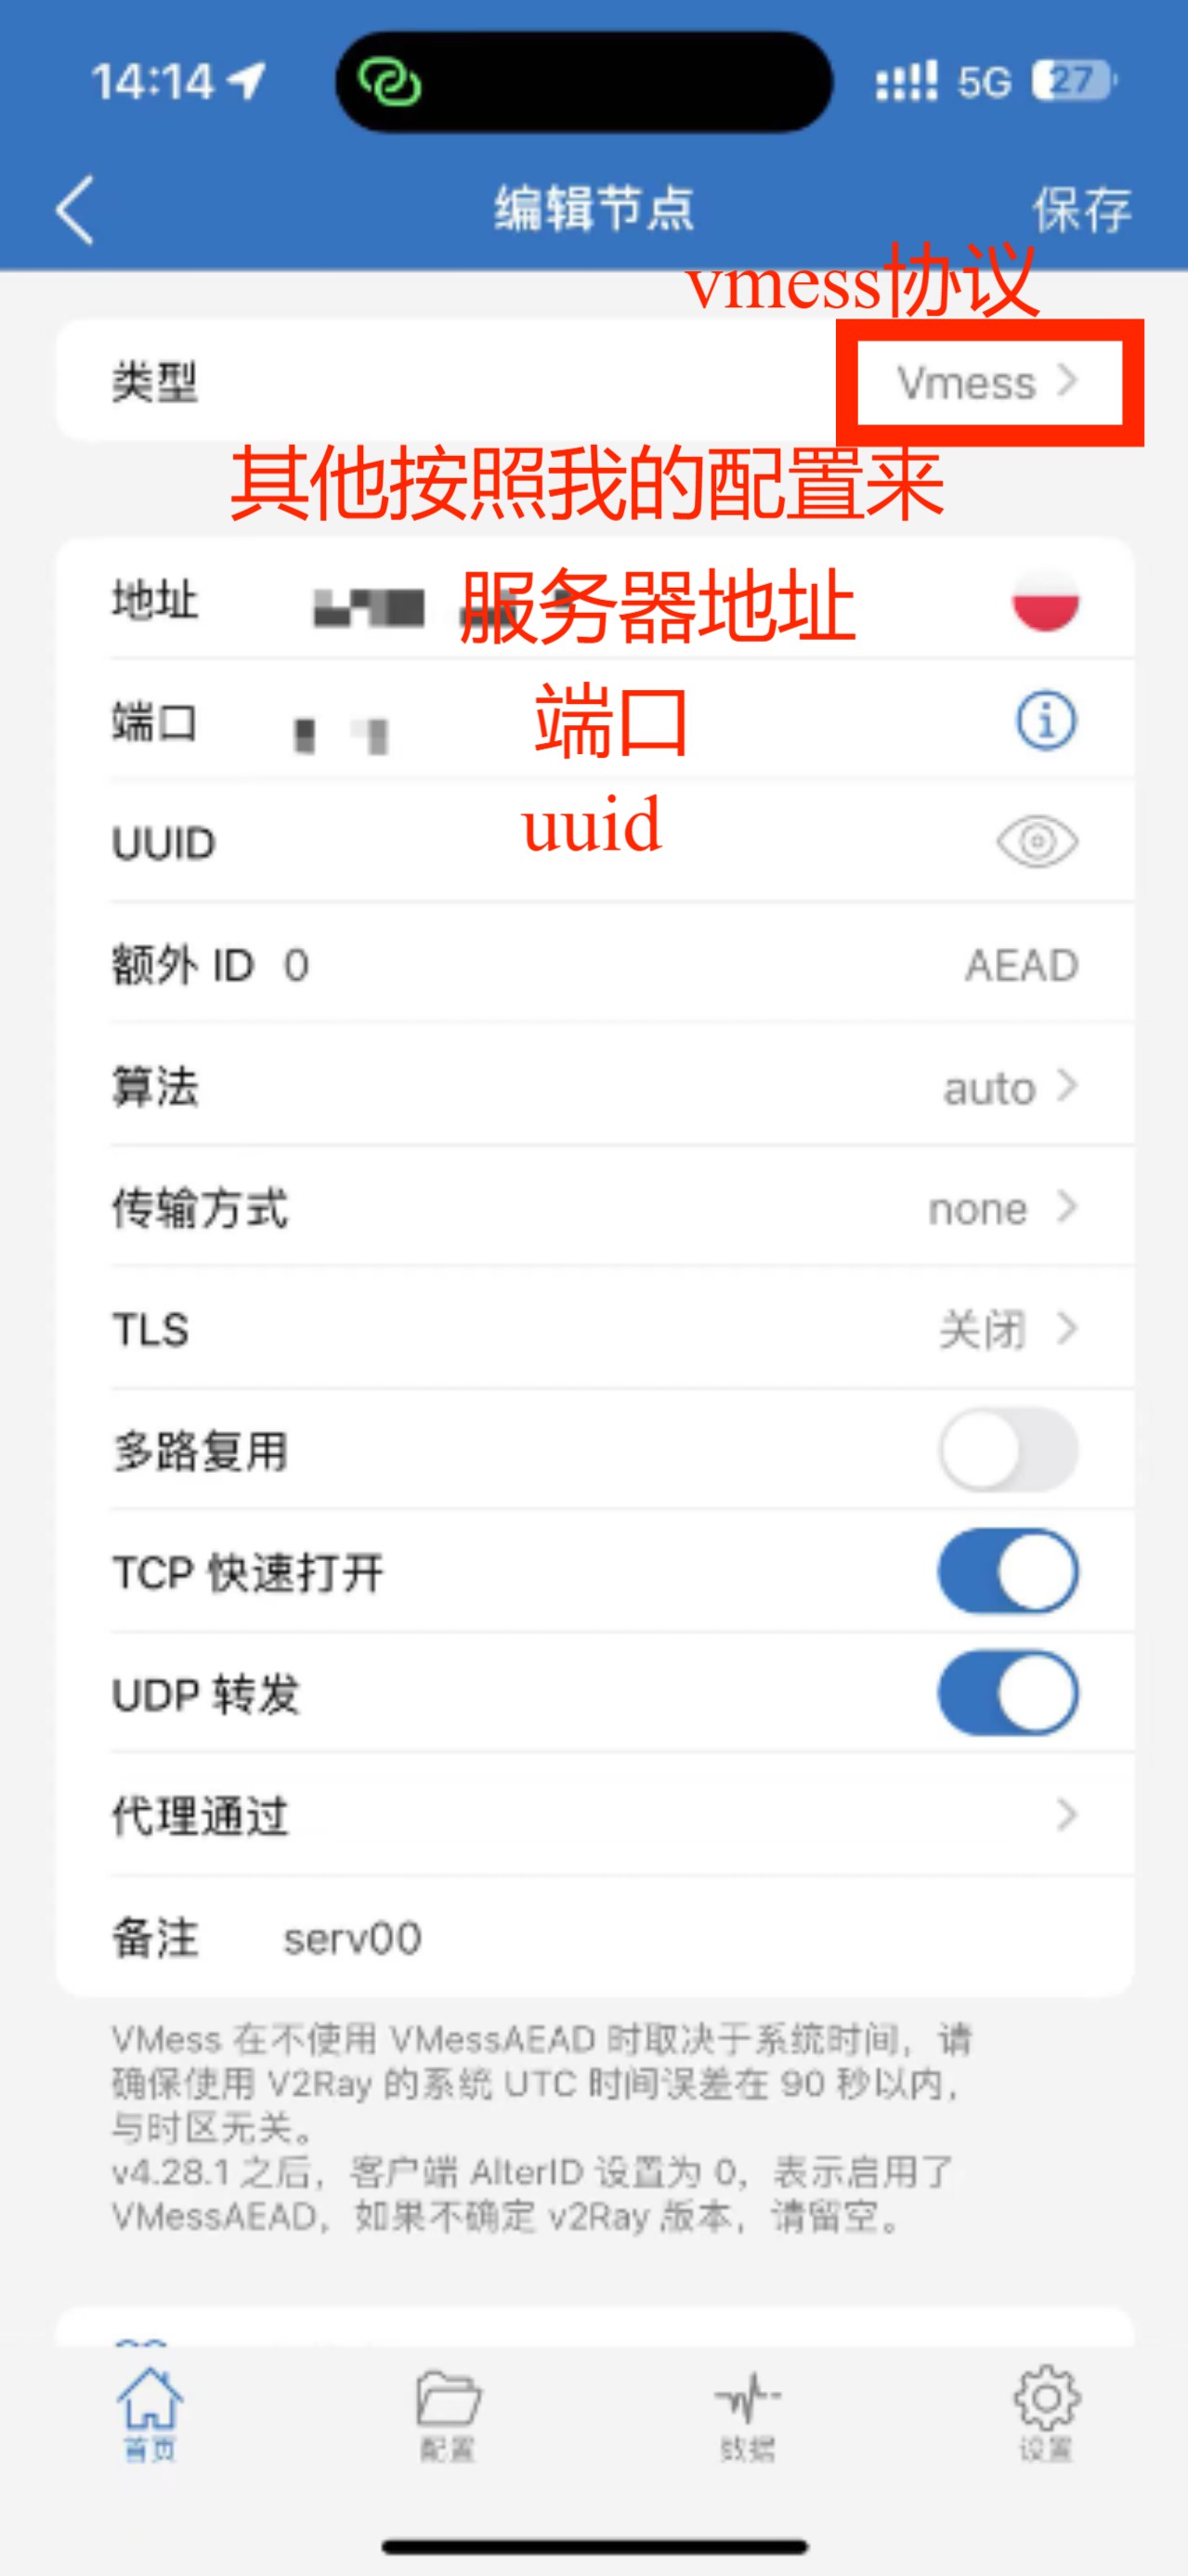 14:14
5G 27
编辑节点
保存
vmess协议
类型
Vmess
其他按照我的配置来
地址
服务器地址
端口
端口
UUID
uuid
额外 ID 0
AEAD
算法
auto
传输方式
none
TLS
关闭
多路复用
TCP 快速打开
UDP 转发
代理通过
备注 serv00
VMess 在不使用 VMessAEAD 时取决于系统时间，请
确保使用 V2Ray 的系统 UTC 时间误差在 90 秒以内，
与时区无关。
v4.28.1 之后，客户端 AlterID 设置为 0，表示启用了
VMessAEAD，如果不确定 v2Ray 版本，请留空。
首页
配置
数据
设置